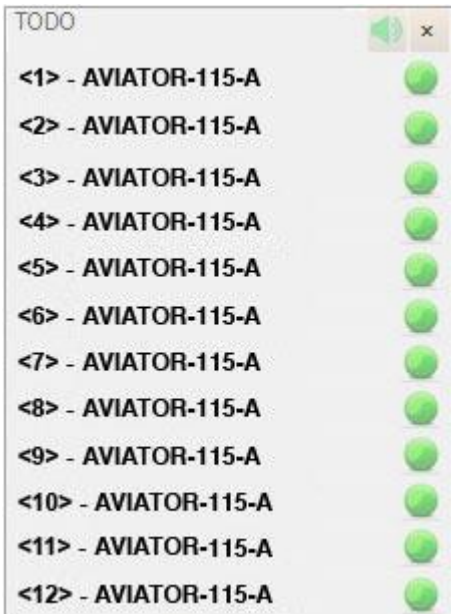 TODO
<1> - AVIATOR-115-A
<2> - AVIATOR-115-A
<3> - AVIATOR-115-A
<4> - AVIATOR-115-A
<5> - AVIATOR-115-A
<6> - AVIATOR-115-A
<7> - AVIATOR-115-A
<8> - AVIATOR-115-A
<9> - AVIATOR-115-A
<10> - AVIATOR-115-A
<11> - AVIATOR-115-A
<12> - AVIATOR-115-A